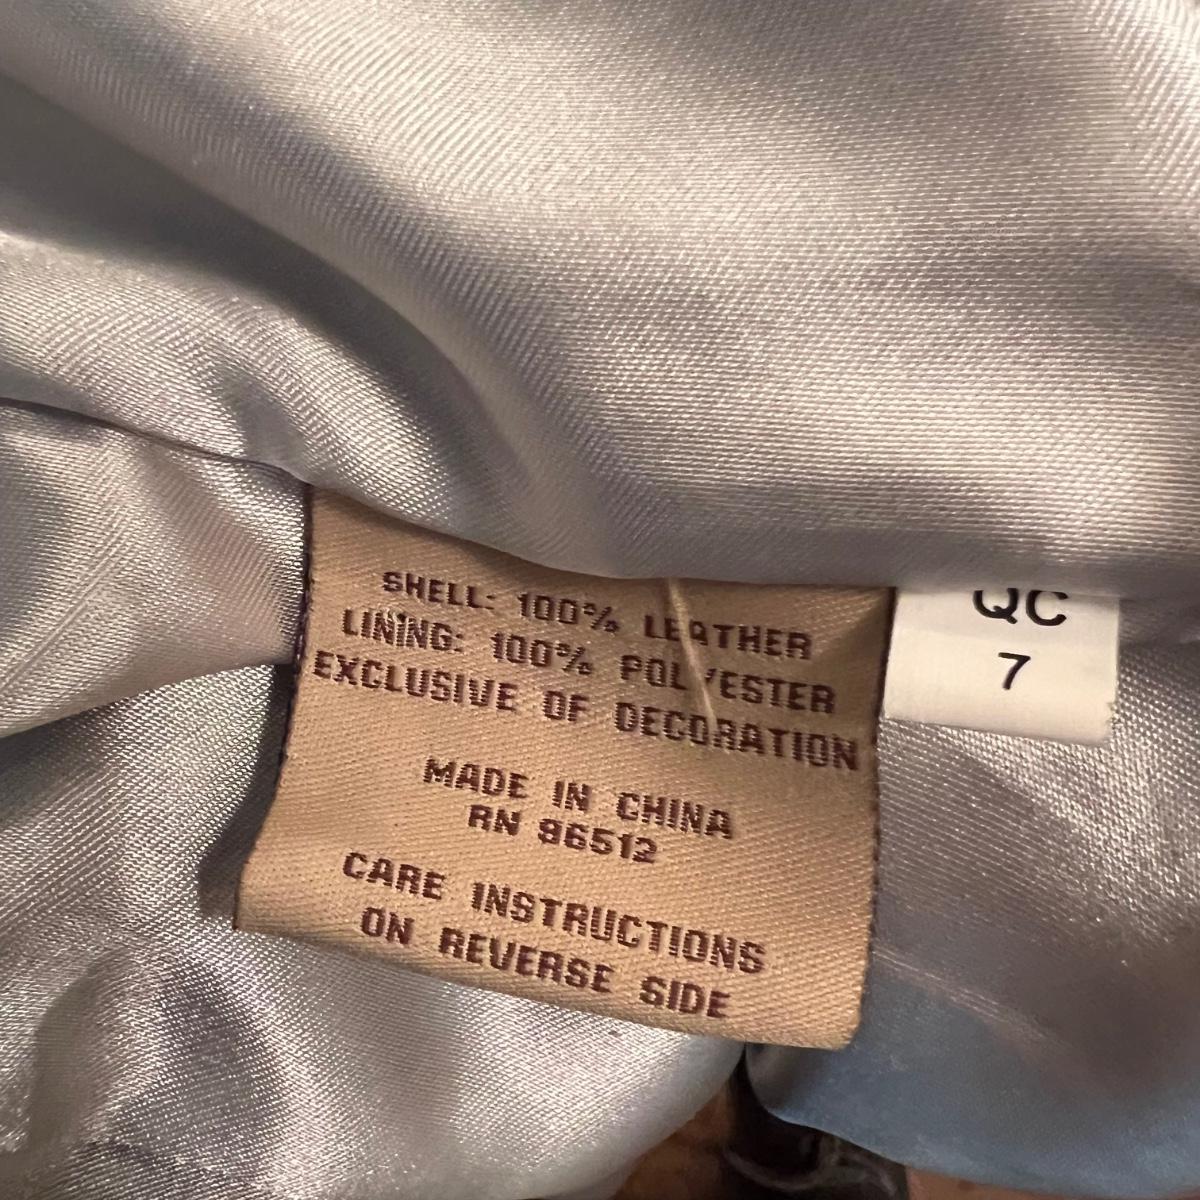 SHELL: 100% LEATHER
LINING: 100% POLYESTER
EXCLUSIVE OF DECORATION
MADE IN CHINA
RN 96512
CARE INSTRUCTIONS
ON REVERSE SIDE
QC
7